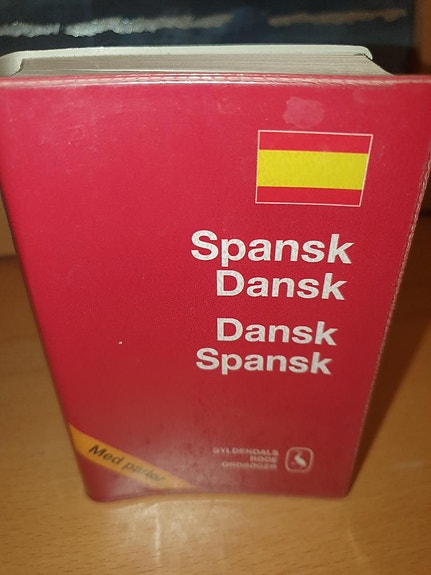 Spansk
Dansk
Dansk
Spansk
GYLDENDALS
RØDE
ORDBØGER
Med parlør